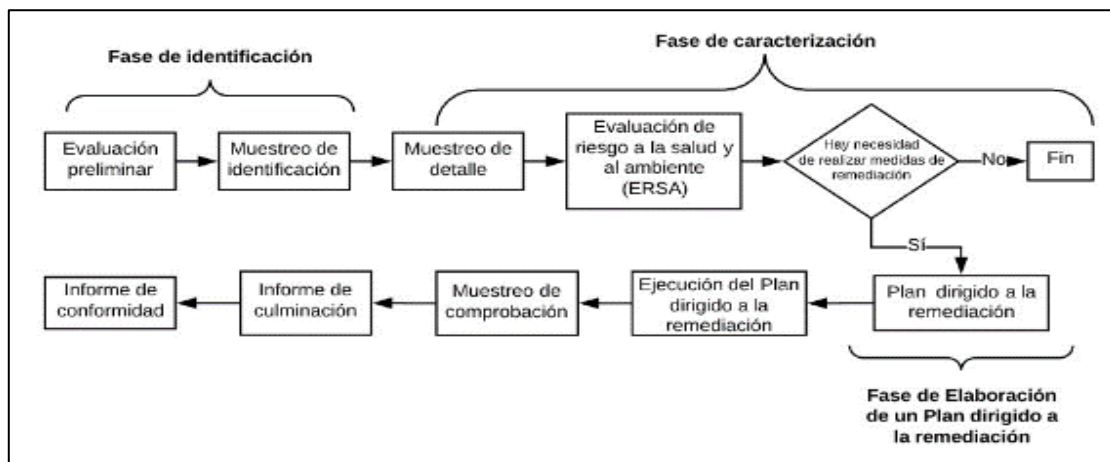 Fase de identificación
Fase de caracterización
Evaluación
preliminar
Muestreo de
identificación
Muestreo de
detalle
Evaluación de
riesgo a la salud y
al ambiente
(ERSA)
Hay necesidad
de realizar medidas de
remediación
No
Fin
Sí
Informe de
conformidad
Informe de
culminación
Muestreo de
comprobación
Ejecución del Plan
dirigido a la
remediación
Plan dirigido a la
remediación
Fase de Elaboración
de un Plan dirigido a
la remediación